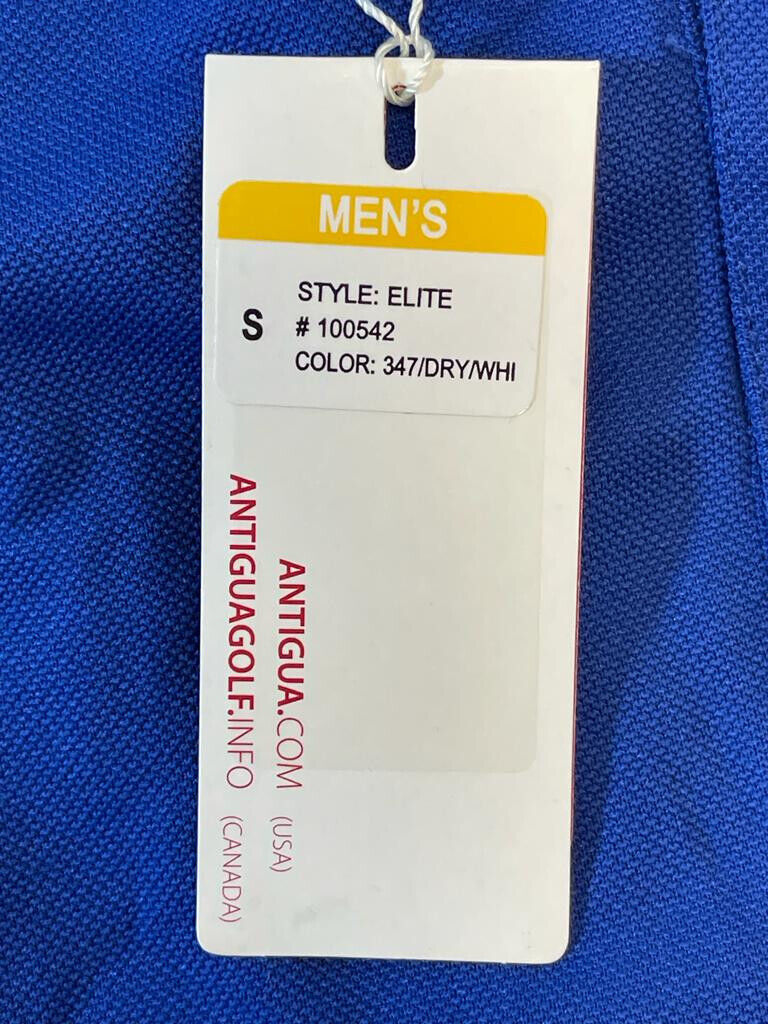 MEN'S
S
STYLE: ELITE
# 100542
COLOR: 347/DRY/WHI
ANTIGUA.COM (USA)
ANTIGUAGOLF.INFO (CANADA)